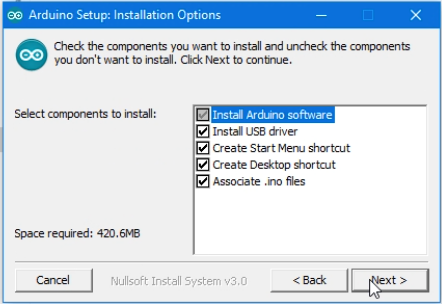 Arduino Setup: Installation Options
Check the components you want to install and uncheck the components
you don't want to install. Click Next to continue.
Select components to install:
Install Arduino software
Install USB driver
Create Start Menu shortcut
Create Desktop shortcut
Associate .ino files
Space required: 420.6MB
Cancel
Nullsoft Install System v3.0
< Back
Next >